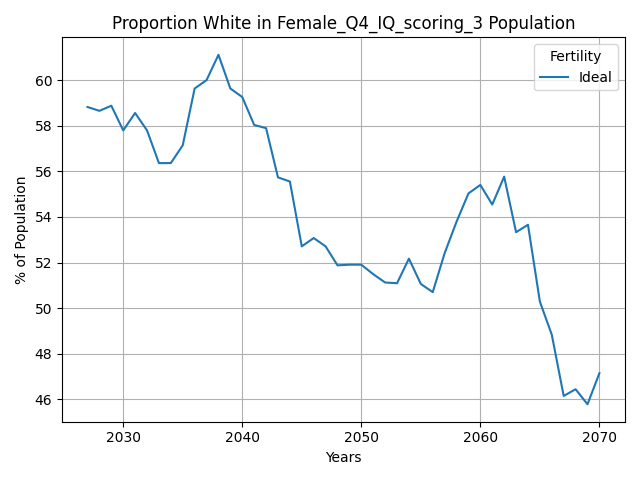 Proportion White in Female_Q4_IQ_scoring_3 Population
Fertility
Ideal
% of Population
60
58
56
54
52
50
48
46
2030 2040 2050 2060 2070
Years